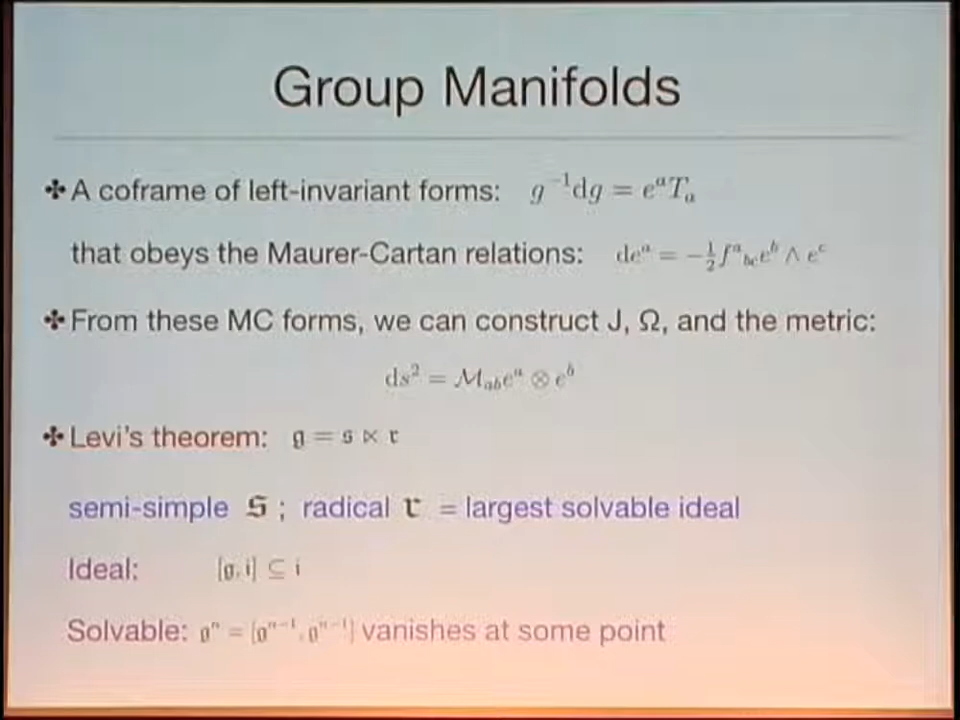 Group Manifolds
✤ A coframe of left-invariant forms: g⁻¹dg = eᵃTₐ
that obeys the Maurer-Cartan relations: deᵃ = −½fᵃ_bc eᵇ ∧ eᶜ
✤ From these MC forms, we can construct J, Ω, and the metric:
ds² = ℳ_ab eᵃ ⊗ eᵇ
✤ Levi's theorem: 𝔤 = 𝔰 ⋉ 𝔯
semi-simple 𝔰 ; radical 𝔯 = largest solvable ideal
Ideal: [𝔤, 𝔦] ⊆ 𝔦
Solvable: 𝔤ⁿ = [𝔤ⁿ⁻¹, 𝔤ⁿ⁻¹] vanishes at some point